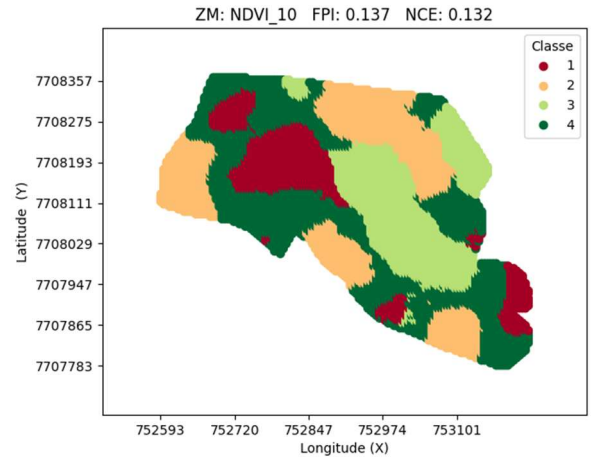 ZM: NDVI_10 FPI: 0.137 NCE: 0.132
Classe
1
2
3
4
7708357
7708275
7708193
7708111
7708029
7707947
7707865
7707783
Latitude (Y)
752593 752720 752847 752974 753101
Longitude (X)